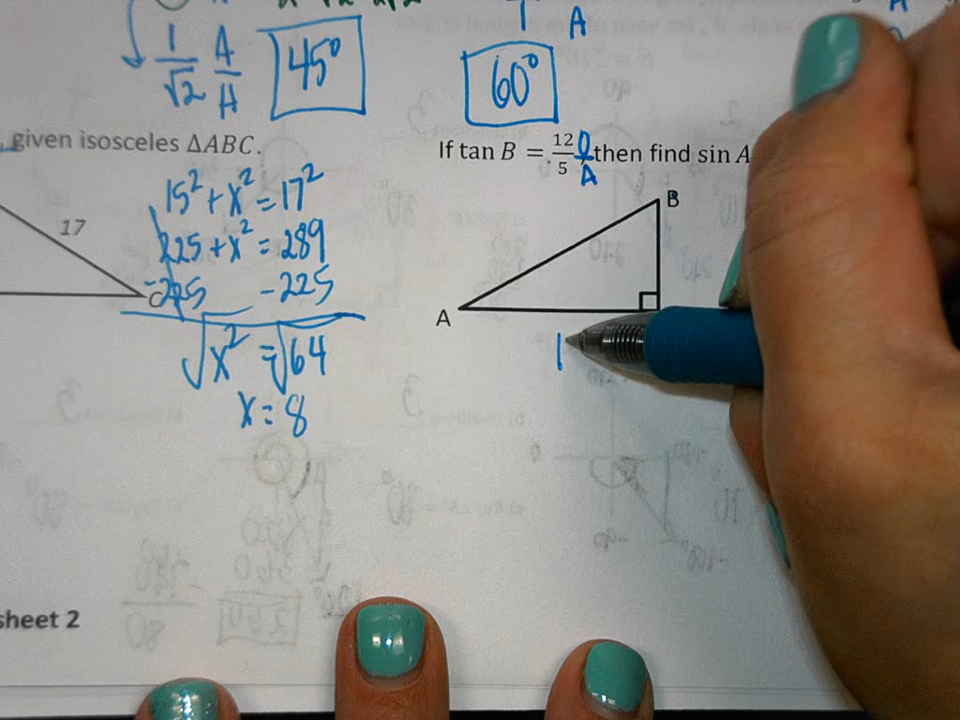 1/√2 A/H 45°
60°
A
given isosceles ΔABC.
15² + x² = 17²
225 + x² = 289
-225 -225
√x² = √64
x = 8
17
C
If tan B = 12/5 O/A then find sin A
B
A
1
sheet 2